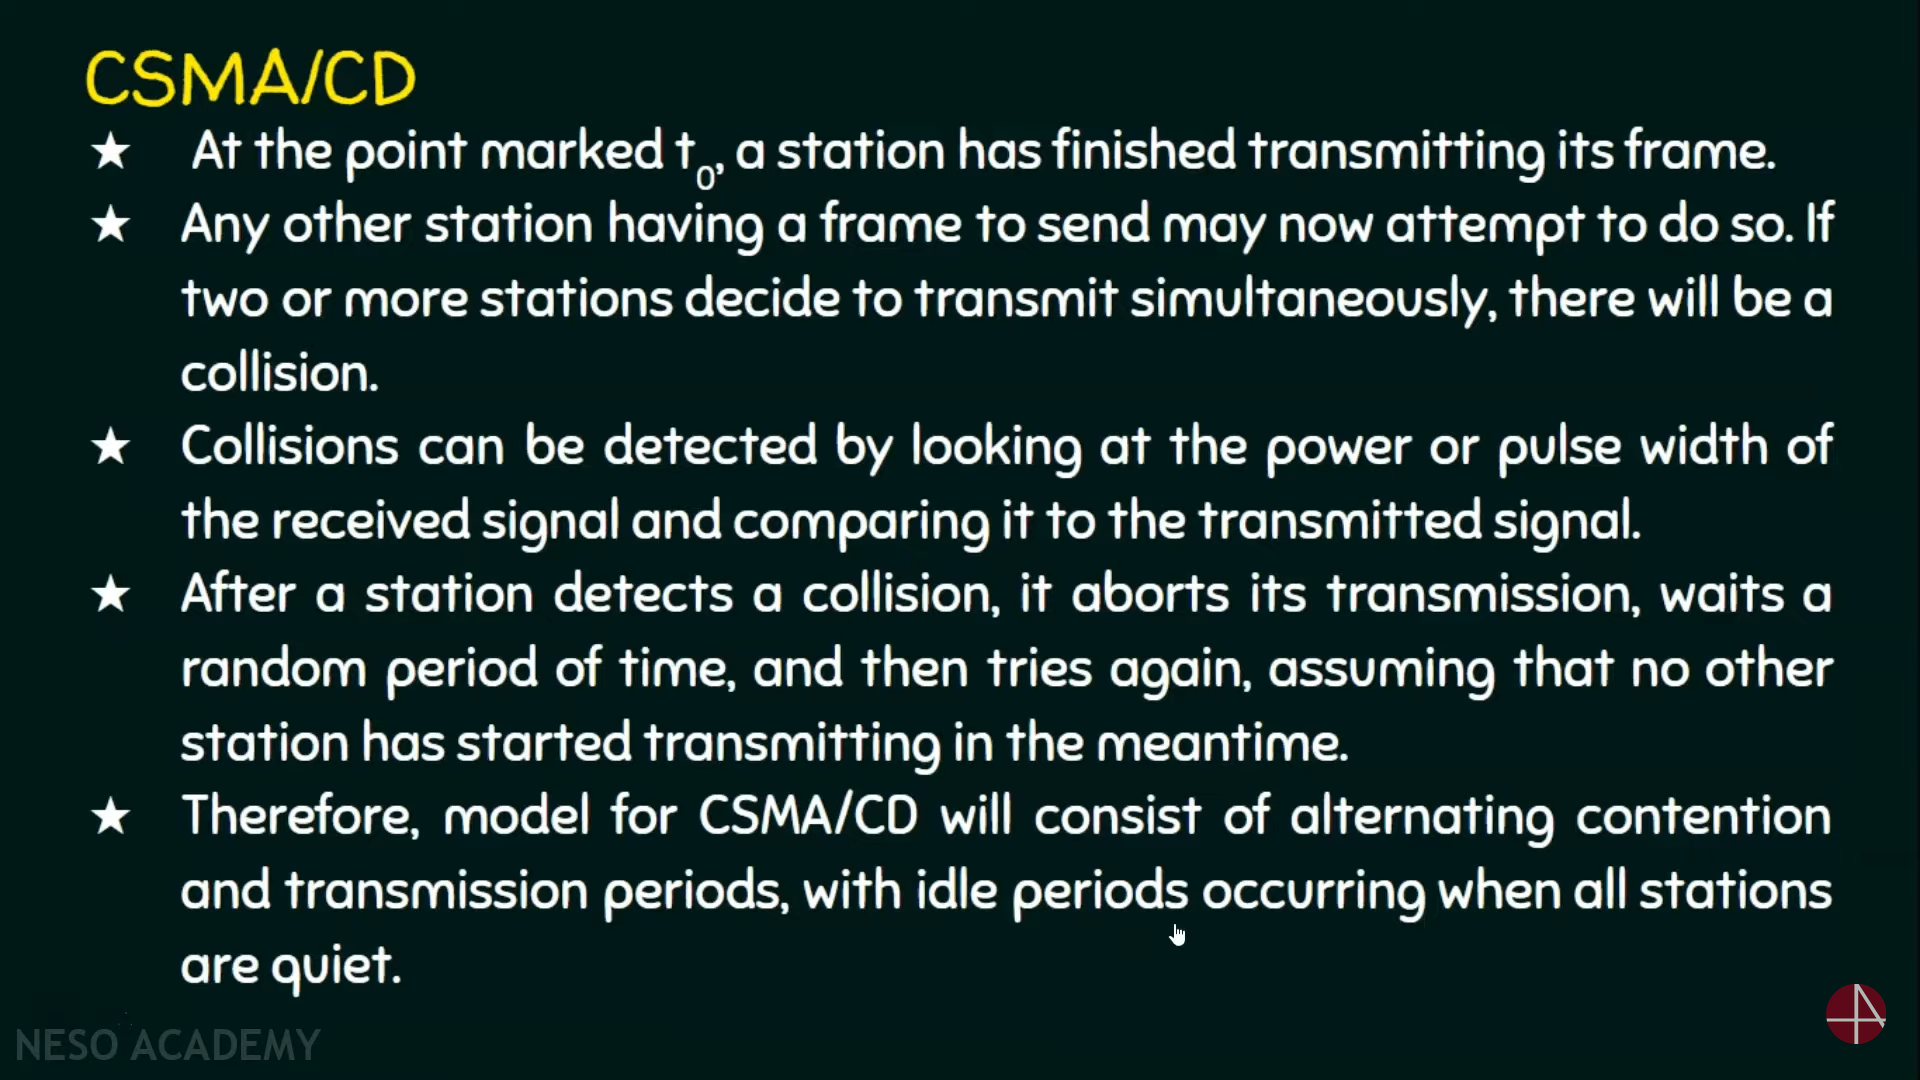 CSMA/CD
★ At the point marked t₀, a station has finished transmitting its frame.
★ Any other station having a frame to send may now attempt to do so. If
two or more stations decide to transmit simultaneously, there will be a
collision.
★ Collisions can be detected by looking at the power or pulse width of
the received signal and comparing it to the transmitted signal.
★ After a station detects a collision, it aborts its transmission, waits a
random period of time, and then tries again, assuming that no other
station has started transmitting in the meantime.
★ Therefore, model for CSMA/CD will consist of alternating contention
and transmission periods, with idle periods occurring when all stations
are quiet.
NESO ACADEMY